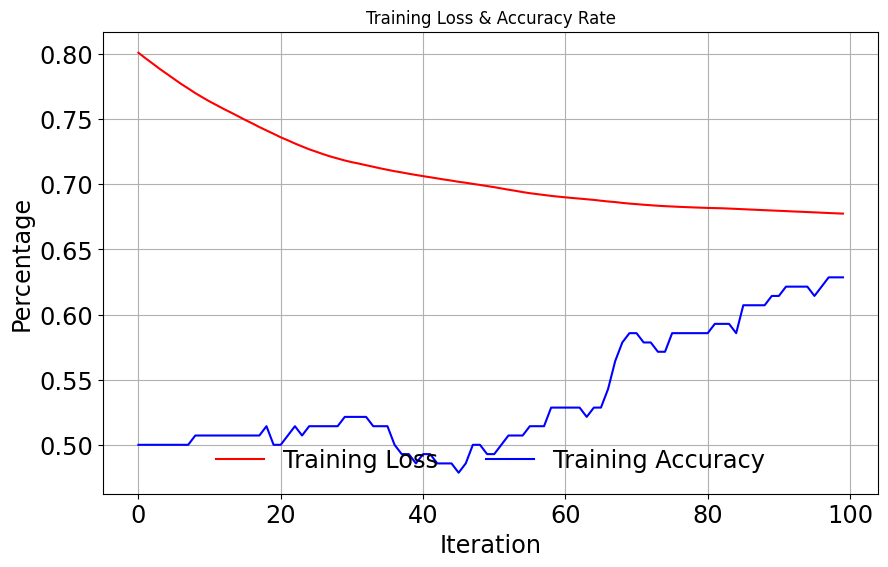 Training Loss & Accuracy Rate
0.80
0.75
0.70
0.65
0.60
0.55
0.50
Percentage
Training Loss Training Accuracy
0 20 40 60 80 100
Iteration